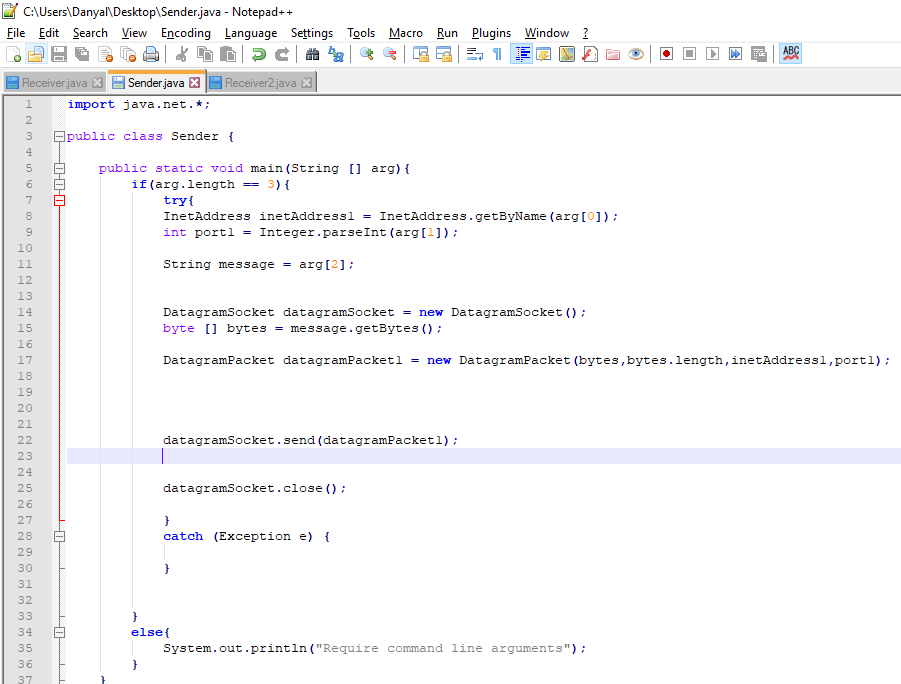 C:\Users\Danyal\Desktop\Sender.java - Notepad++
File Edit Search View Encoding Language Settings Tools Macro Run Plugins Window ?
ABC
Receiver.java Sender.java Receiver2.java
1 import java.net.*;
2
3 public class Sender {
4
5 public static void main(String [] arg){
6 if(arg.length == 3){
7 try{
8 InetAddress inetAddress1 = InetAddress.getByName(arg[0]);
9 int port1 = Integer.parseInt(arg[1]);
10
11 String message = arg[2];
12
13
14 DatagramSocket datagramSocket = new DatagramSocket();
15 byte [] bytes = message.getBytes();
16
17 DatagramPacket datagramPacket1 = new DatagramPacket(bytes,bytes.length,inetAddress1,port1);
18
19
20
21
22 datagramSocket.send(datagramPacket1);
23
24
25 datagramSocket.close();
26
27 }
28 catch (Exception e) {
29
30 }
31
32
33 }
34 else{
35 System.out.println("Require command line arguments");
36 }
37 }